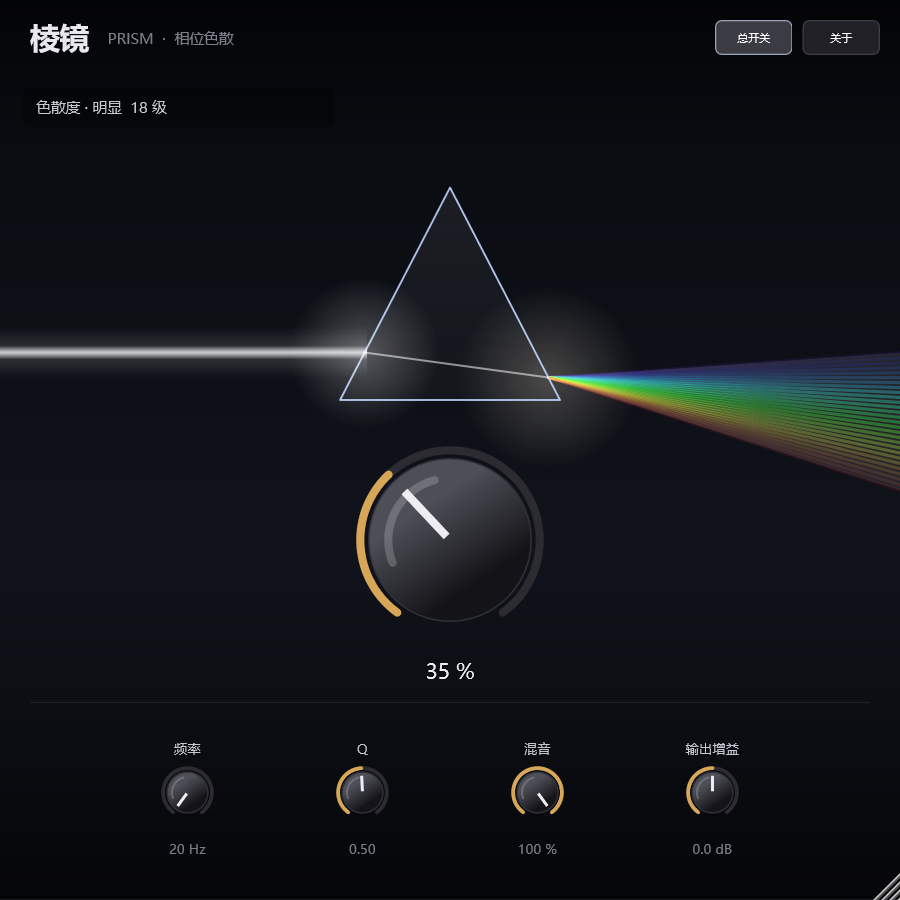 棱镜 PRISM · 相位色散
总开关 关于
色散度 · 明显 18 级
35 %
频率 Q 混音 输出增益
20 Hz 0.50 100 % 0.0 dB